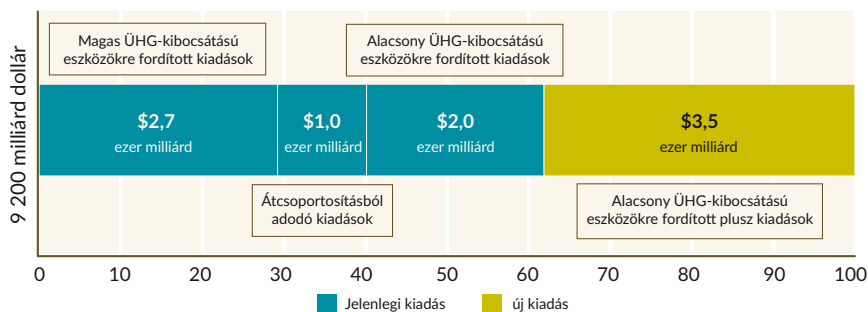 Magas ÜHG-kibocsátású
eszközökre fordított kiadások
Alacsony ÜHG-kibocsátású
eszközökre fordított kiadások
9 200 milliárd dollár
$2,7
ezer milliárd
$1,0
ezer milliárd
$2,0
ezer milliárd
$3,5
ezer milliárd
Átcsoportosításból
adodó kiadások
Alacsony ÜHG-kibocsátású
eszközökre fordított plusz kiadások
0 10 20 30 40 50 60 70 80 90 100
Jelenlegi kiadás
új kiadás